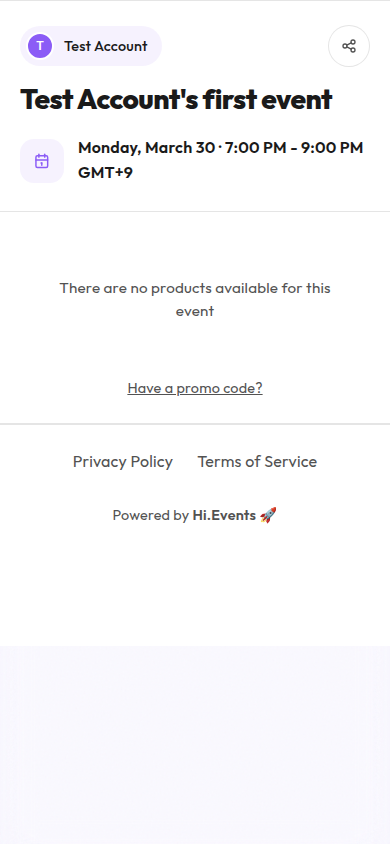 T Test Account
Test Account's first event
Monday, March 30 · 7:00 PM - 9:00 PM
GMT+9
There are no products available for this
event
Have a promo code?
Privacy Policy Terms of Service
Powered by Hi.Events 🚀